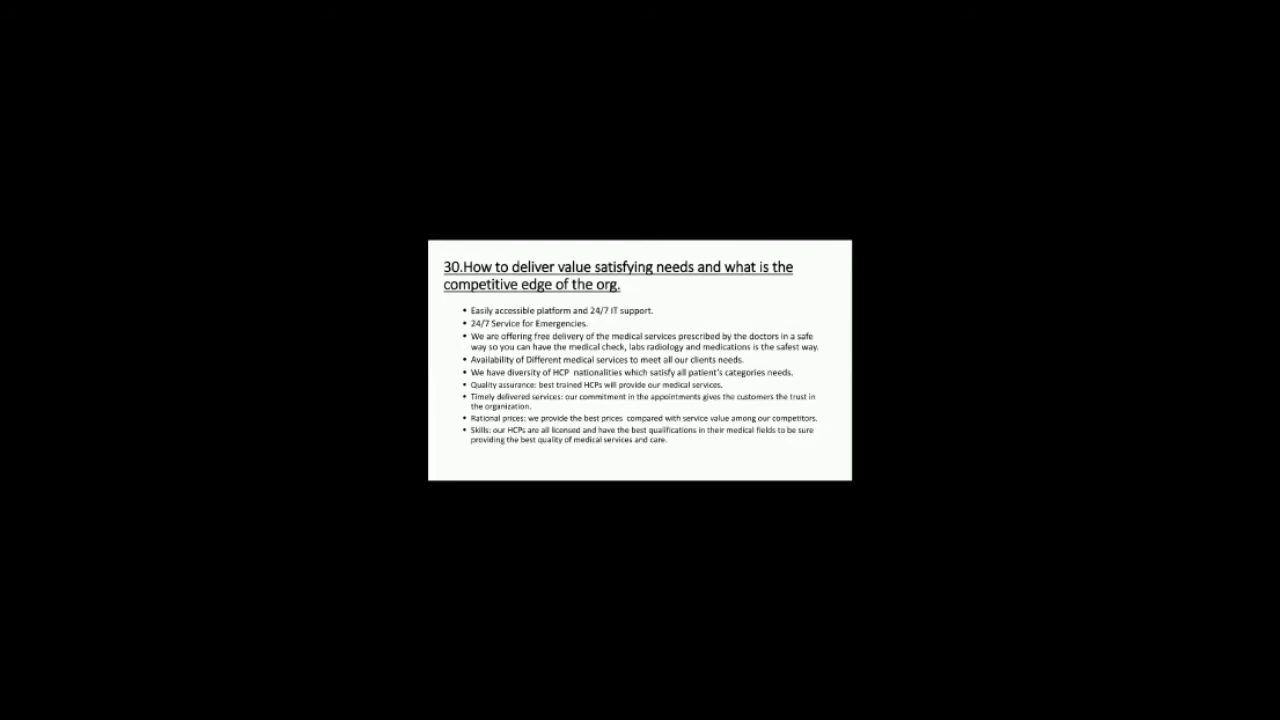 30.How to deliver value satisfying needs and what is the
competitive edge of the org.
• Easily accessible platform and 24/7 IT support.
• 24/7 Service for Emergencies.
• We are offering free delivery of the medical services prescribed by the doctors in a safe
way so you can have the medical check, labs radiology and medications is the safest way.
• Availability of Different medical services to meet all our clients needs.
• We have diversity of HCP nationalities which satisfy all patient's categories needs.
• Quality assurance: best trained HCPs will provide our medical services.
• Timely delivered services: our commitment in the appointments gives the customers the trust in
the organization.
• Rational prices: we provide the best prices compared with service value among our competitors.
• Skills: our HCPs are all licensed and have the best qualifications in their medical fields to be sure
providing the best quality of medical services and care.